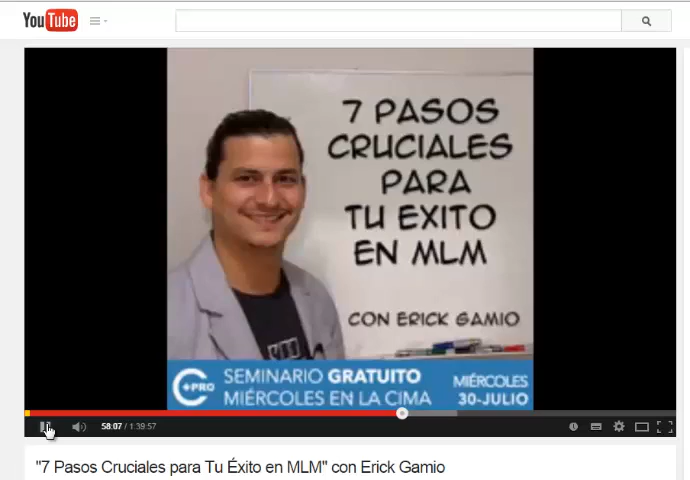 YouTube
7 PASOS
CRUCIALES
PARA
TU EXITO
EN MLM
CON ERICK GAMIO
+PRO
SEMINARIO GRATUITO
MIÉRCOLES EN LA CIMA
MIÉRCOLES
30-JULIO
58:07 / 1:39:57
"7 Pasos Cruciales para Tu Éxito en MLM" con Erick Gamio